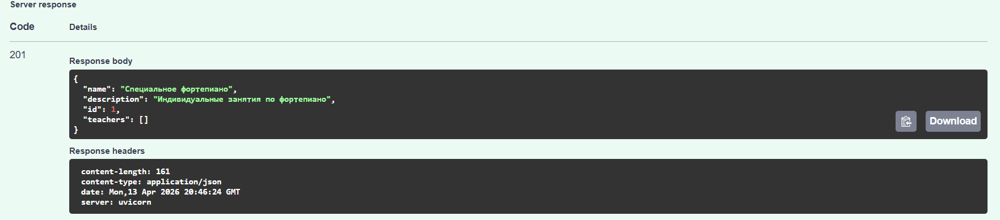 Server response
Code Details
201
Response body
{
"name": "Специальное фортепиано",
"description": "Индивидуальные занятия по фортепиано",
"id": 1,
"teachers": []
}
Download
Response headers
content-length: 161
content-type: application/json
date: Mon,13 Apr 2026 20:46:24 GMT
server: uvicorn